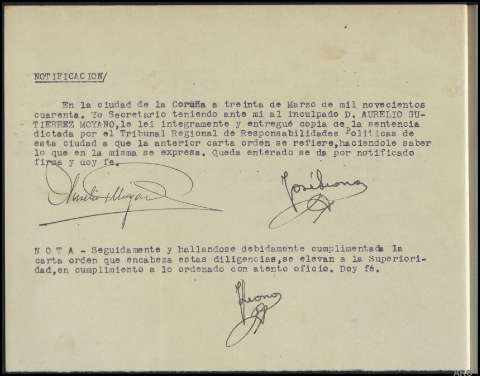 NOTIFICACION/
En la ciudad de la Coruña a treinta de Marzo de mil novecientos
cuarenta. Yo Secretario teniendo ante mi al inculpado D. AURELIO GU-
TIERREZ MOYANO, le lei integramente y entregué copia de la sentencia
dictada por el Tribunal Regional de Responsabilidades Politicas de
esta ciudad a que la anterior carta orden se refiere, haciendole saber
lo que en la misma se expresa. Queda enterado se da por notificado
firma y doy fe.
N O T A - Seguidamente y hallandose debidamente cumplimentada la
carta orden que encabeza estas diligencias, se elevan a la Superiori-
dad, en cumplimiento a lo ordenado con atento oficio. Doy fé.